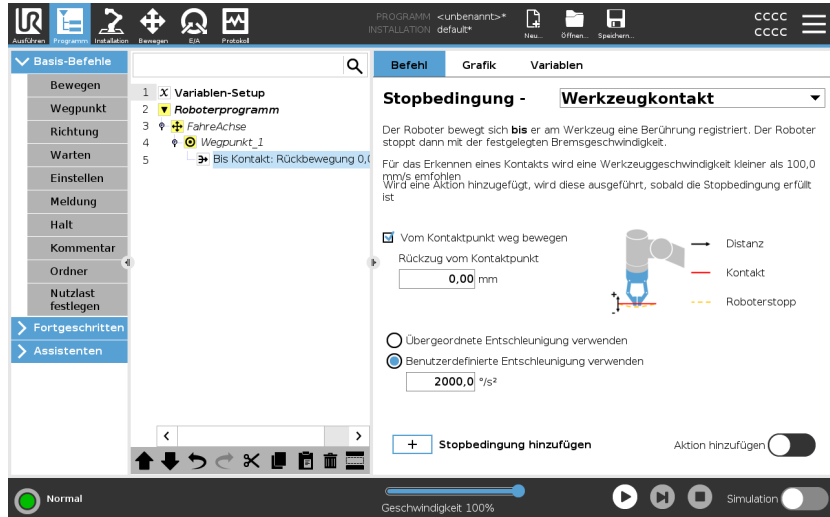 UR
Ausführen
Programm
Installation
Bewegen
E/A
Protokoll
PROGRAMM <unbenannt>*
INSTALLATION default*
Neu...
Öffnen...
Speichern...
CCCC
CCCC
Basis-Befehle
Bewegen
Wegpunkt
Richtung
Warten
Einstellen
Meldung
Halt
Kommentar
Ordner
Nutzlast
festlegen
Fortgeschritten
Assistenten
1 X Variablen-Setup
2 Roboterprogramm
3 FahreAchse
4 Wegpunkt_1
5 Bis Kontakt: Rückbewegung 0,(
Befehl Grafik Variablen
Stopbedingung - Werkzeugkontakt
Der Roboter bewegt sich bis er am Werkzeug eine Berührung registriert. Der Roboter
stoppt dann mit der festgelegten Bremsgeschwindigkeit.
Für das Erkennen eines Kontakts wird eine Werkzeuggeschwindigkeit kleiner als 100,0
mm/s emfohlen
Wird eine Aktion hinzugefügt, wird diese ausgeführt, sobald die Stopbedingung erfüllt
ist
Vom Kontaktpunkt weg bewegen
Rückzug vom Kontaktpunkt
0,00 mm
Distanz
Kontakt
Roboterstopp
+
-
Übergeordnete Entschleunigung verwenden
Benutzerdefinierte Entschleunigung verwenden
2000,0 °/s²
+ Stopbedingung hinzufügen
Aktion hinzufügen
Normal
Geschwindigkeit 100%
Simulation